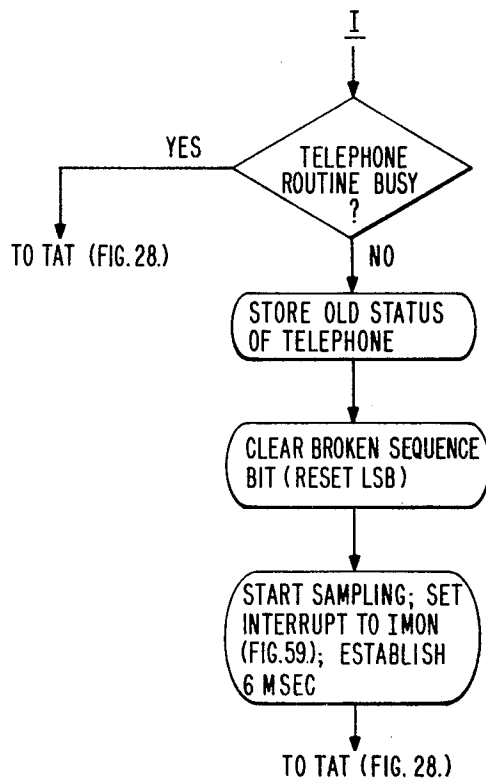 I
YES
TELEPHONE
ROUTINE BUSY
?
TO TAT (FIG. 28.)
NO
STORE OLD STATUS
OF TELEPHONE
CLEAR BROKEN SEQUENCE
BIT (RESET LSB)
START SAMPLING; SET
INTERRUPT TO IMON
(FIG.59.); ESTABLISH
6 MSEC
TO TAT (FIG. 28.)